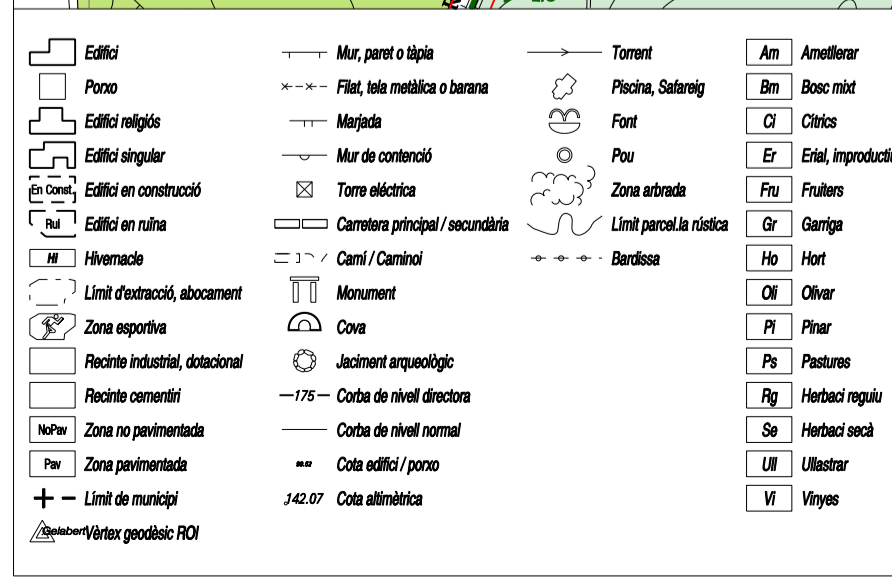 Edifici
Porxo
Edifici religiós
Edifici singular
En Const. Edifici en construcció
Rui Edifici en ruïna
HI Hivernacle
Límit d'extracció, abocament
Zona esportiva
Recinte industrial, dotacional
Recinte cementiri
NoPav Zona no pavimentada
Pav Zona pavimentada
Límit de municipi
Gelabert Vèrtex geodèsic ROI
Mur, paret o tàpia
Filat, tela metàlica o barana
Marjada
Mur de contenció
Torre eléctrica
Carretera principal / secundària
Camí / Caminoi
Monument
Cova
Jaciment arqueològic
175 Corba de nivell directora
Corba de nivell normal
Cota edifici / porxo
142.07 Cota altimètrica
Torrent
Piscina, Safareig
Font
Pou
Zona arbrada
Límit parcel.la rústica
Bardissa
Am Ametllerar
Bm Bosc mixt
Ci Cítrics
Er Erial, improductiu
Fru Fruiters
Gr Garriga
Ho Hort
Oli Olivar
Pi Pinar
Ps Pastures
Rg Herbaci reguiu
Se Herbaci secà
Ull Ullastrar
Vi Vinyes